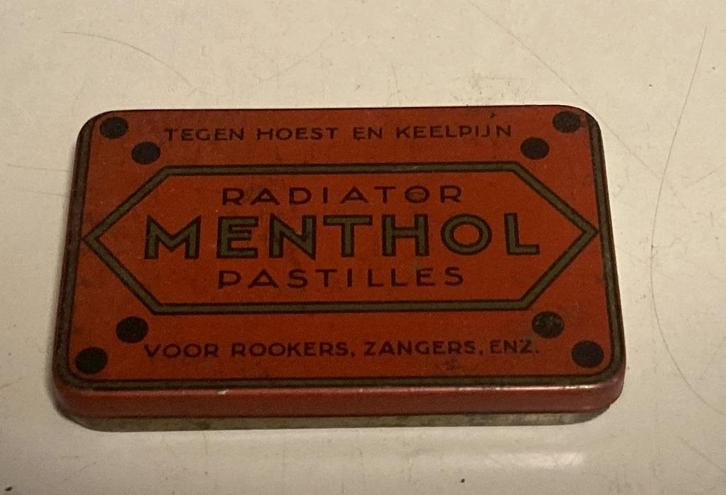 TEGEN HOEST EN KEELPIJN
RADIATOR
MENTHOL
PASTILLES
VOOR ROOKERS, ZANGERS, ENZ.